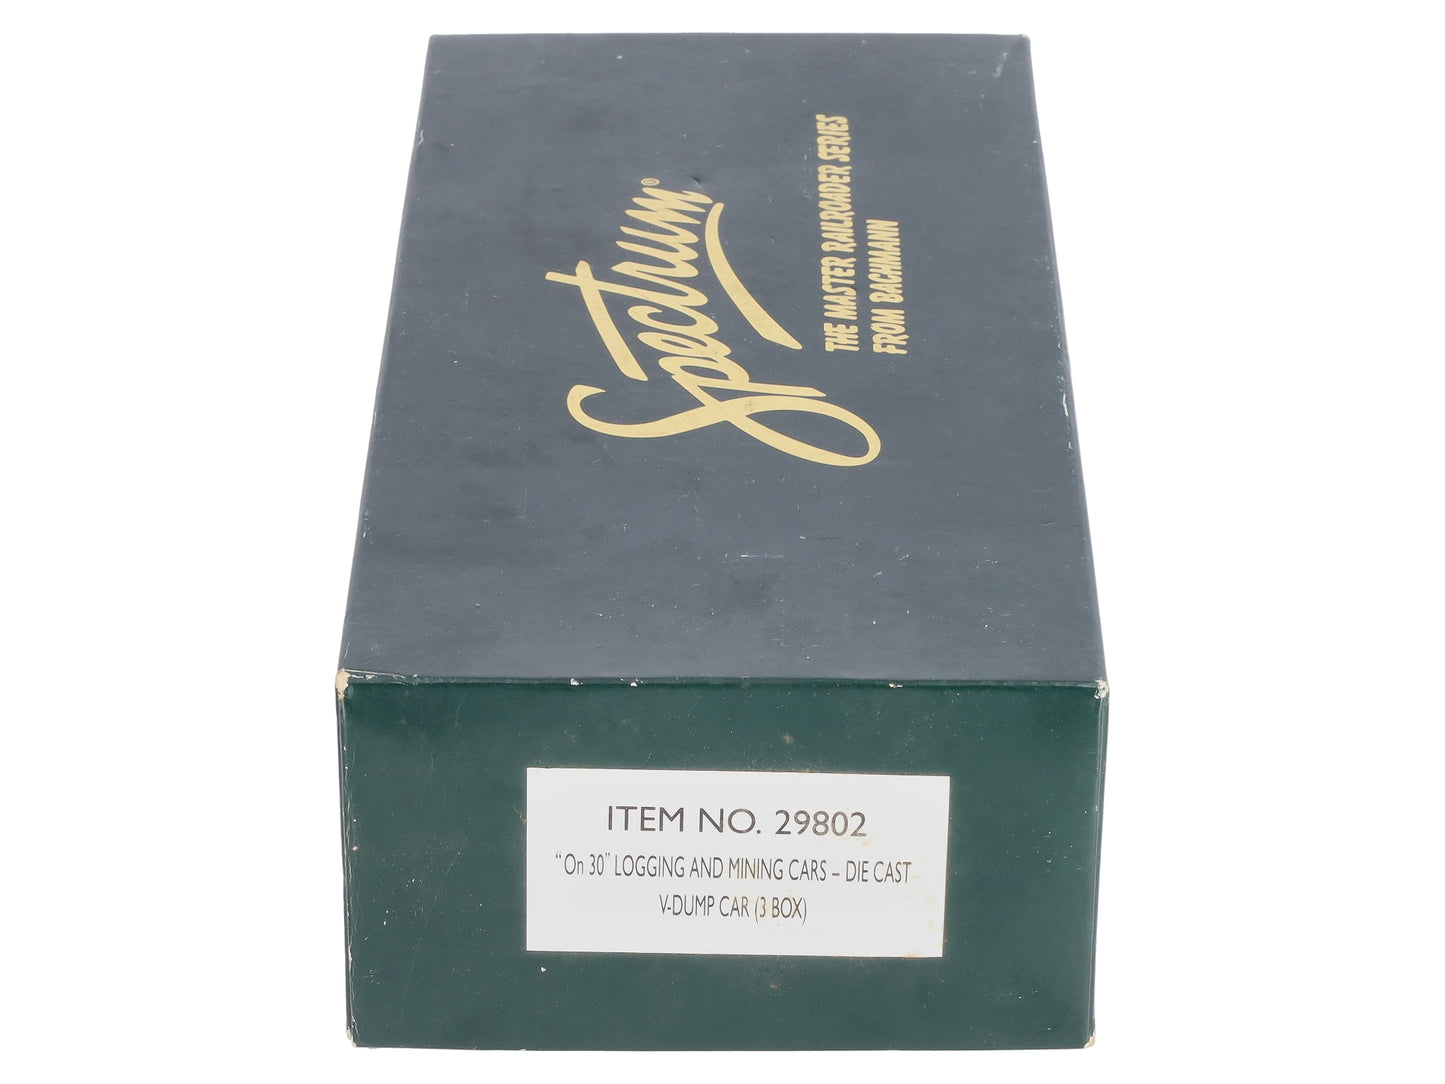 Spectrum®
THE MASTER RAILROADER SERIES
FROM BACHMANN
ITEM NO. 29802
“On 30” LOGGING AND MINING CARS – DIE CAST
V-DUMP CAR (3 BOX)